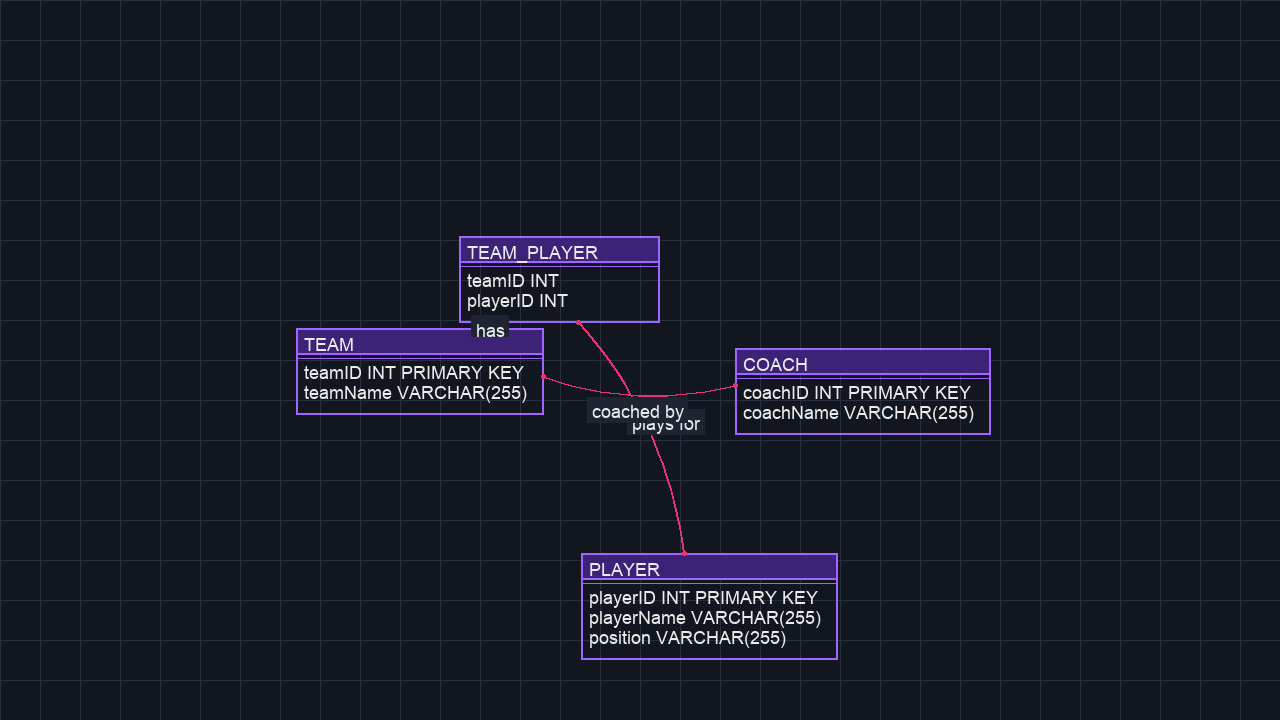 TEAM_PLAYER
teamID INT
playerID INT
has
TEAM
teamID INT PRIMARY KEY
teamName VARCHAR(255)
COACH
coachID INT PRIMARY KEY
coachName VARCHAR(255)
coached by
plays for
PLAYER
playerID INT PRIMARY KEY
playerName VARCHAR(255)
position VARCHAR(255)